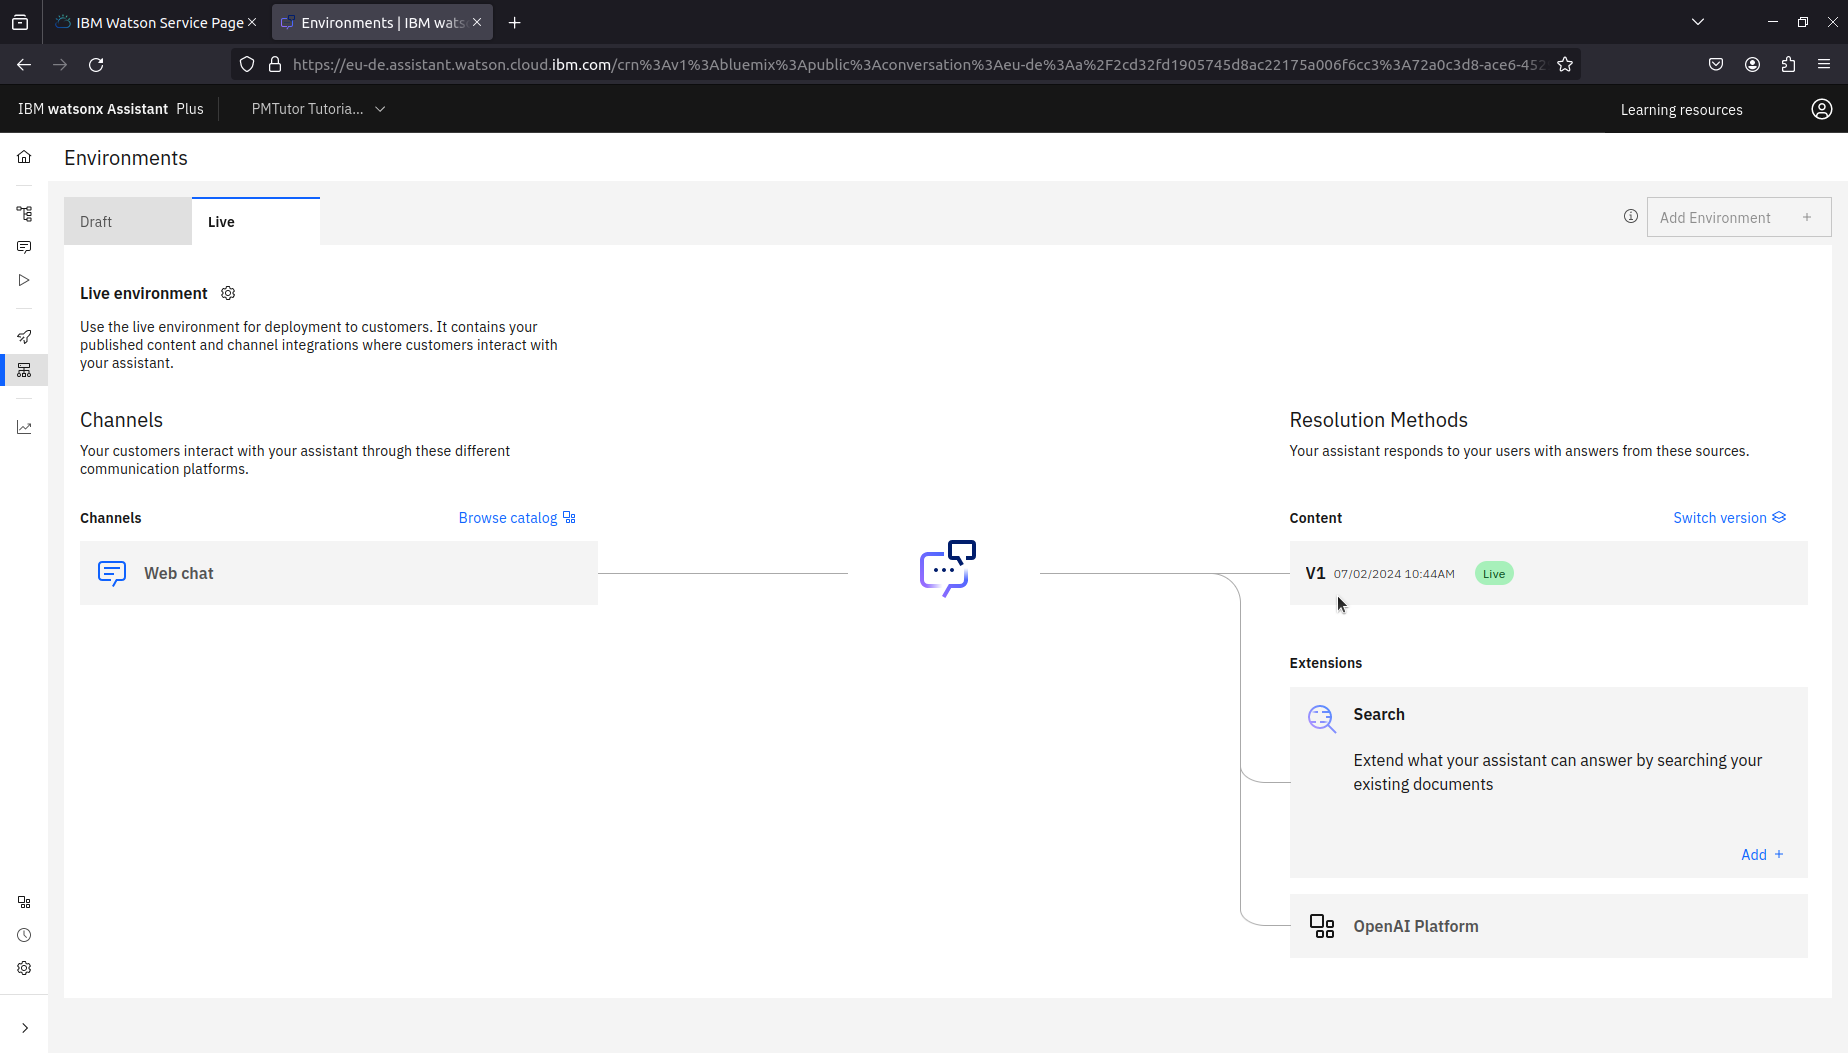 IBM Watson Service Page
Environments | IBM wats
https://eu-de.assistant.watson.cloud.ibm.com/crn%3Av1%3Abluemix%3Apublic%3Aconversation%3Aeu-de%3Aa%2F2cd32fd1905745d8ac22175a006f6cc3%3A72a0c3d8-ace6-452
IBM watsonx Assistant Plus
PMTutor Tutoria...
Learning resources
Environments
Draft
Live
Add Environment +
Live environment
Use the live environment for deployment to customers. It contains your
published content and channel integrations where customers interact with
your assistant.
Channels
Your customers interact with your assistant through these different
communication platforms.
Channels
Browse catalog
Web chat
Resolution Methods
Your assistant responds to your users with answers from these sources.
Content
Switch version
V1 07/02/2024 10:44AM Live
Extensions
Search
Extend what your assistant can answer by searching your
existing documents
Add +
OpenAI Platform